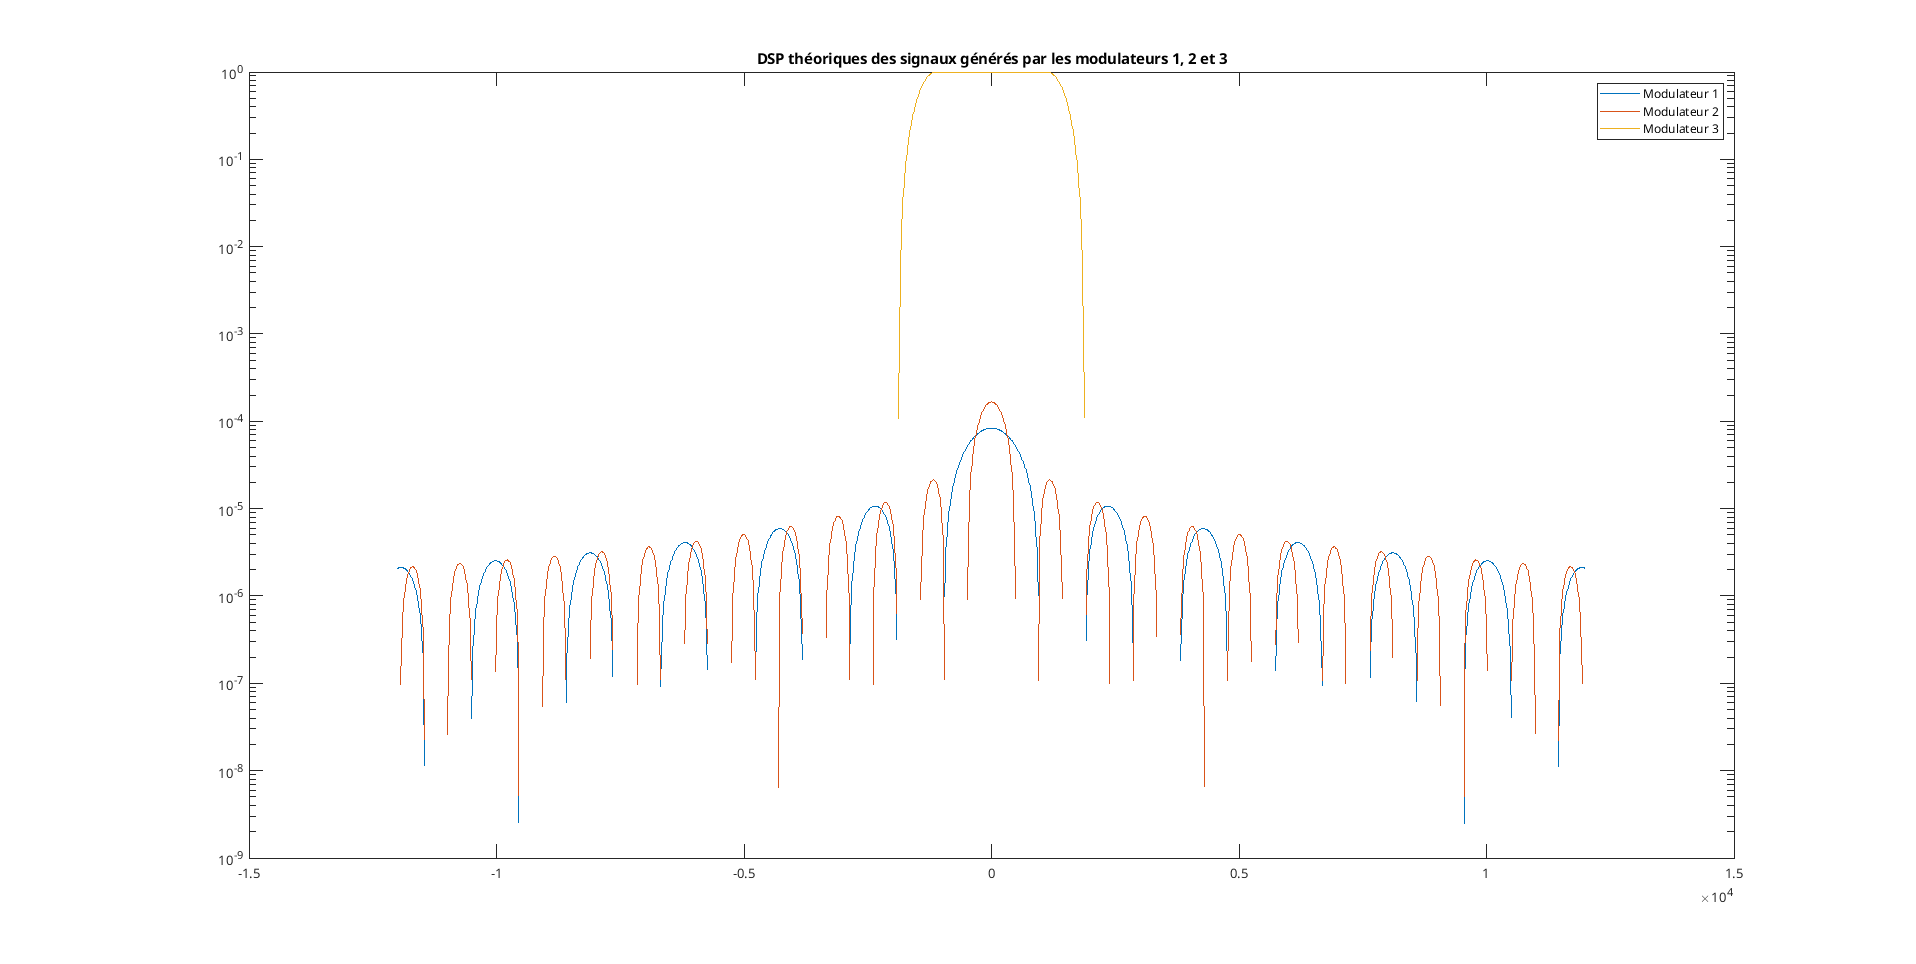 DSP théoriques des signaux générés par les modulateurs 1, 2 et 3
Modulateur 1
Modulateur 2
Modulateur 3
10^0
10^-1
10^-2
10^-3
10^-4
10^-5
10^-6
10^-7
10^-8
10^-9
-1.5 -1 -0.5 0 0.5 1 1.5
×10^4